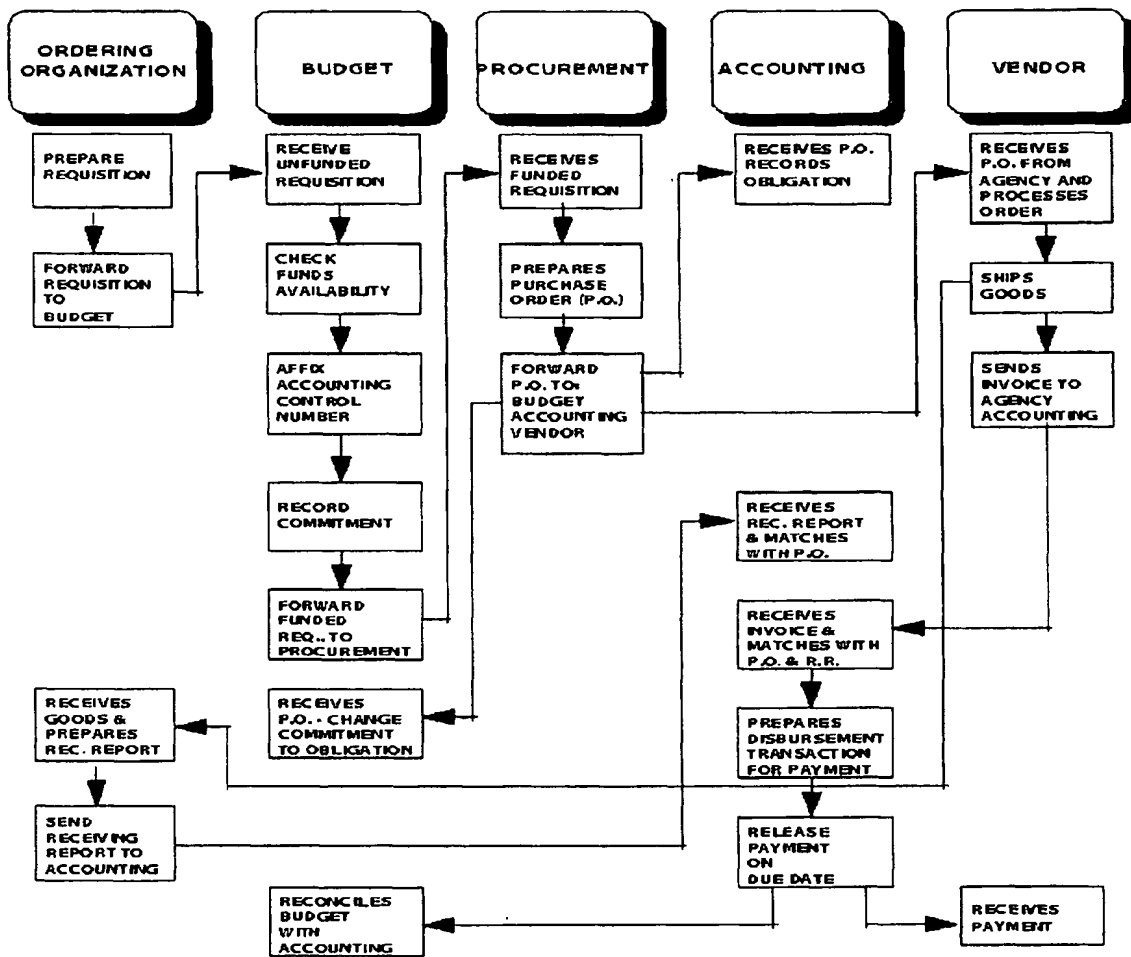 ORDERING
ORGANIZATION
BUDGET
PROCUREMENT
ACCOUNTING
VENDOR
PREPARE
REQUISITION
FORWARD
REQUISITION
TO
BUDGET
RECEIVE
UNFUNDED
REQUISITION
CHECK
FUNDS
AVAILABILITY
AFFIX
ACCOUNTING
CONTROL
NUMBER
RECORD
COMMITMENT
FORWARD
FUNDED
REQ., TO
PROCUREMENT
RECEIVES
P.O. - CHANGE
COMMITMENT
TO OBLIGATION
RECONCILES
BUDGET
WITH
ACCOUNTING
RECEIVES
FUNDED
REQUISITION
PREPARES
PURCHASE
ORDER (P.O.)
FORWARD
P.O. TO:
BUDGET
ACCOUNTING
VENDOR
RECEIVES P.O.
RECORDS
OBLIGATION
RECEIVES
REC. REPORT
& MATCHES
WITH P.O.
RECEIVES
INVOICE &
MATCHES WITH
P.O. & R.R.
PREPARES
DISBURSEMENT
TRANSACTION
FOR PAYMENT
RELEASE
PAYMENT
ON
DUE DATE
RECEIVES
P.O. FROM
AGENCY AND
PROCESSES
ORDER
SHIPS
GOODS
SENDS
INVOICE TO
AGENCY
ACCOUNTING
RECEIVES
PAYMENT
RECEIVES
GOODS &
PREPARES
REC. REPORT
SEND
RECEIVING
REPORT TO
ACCOUNTING